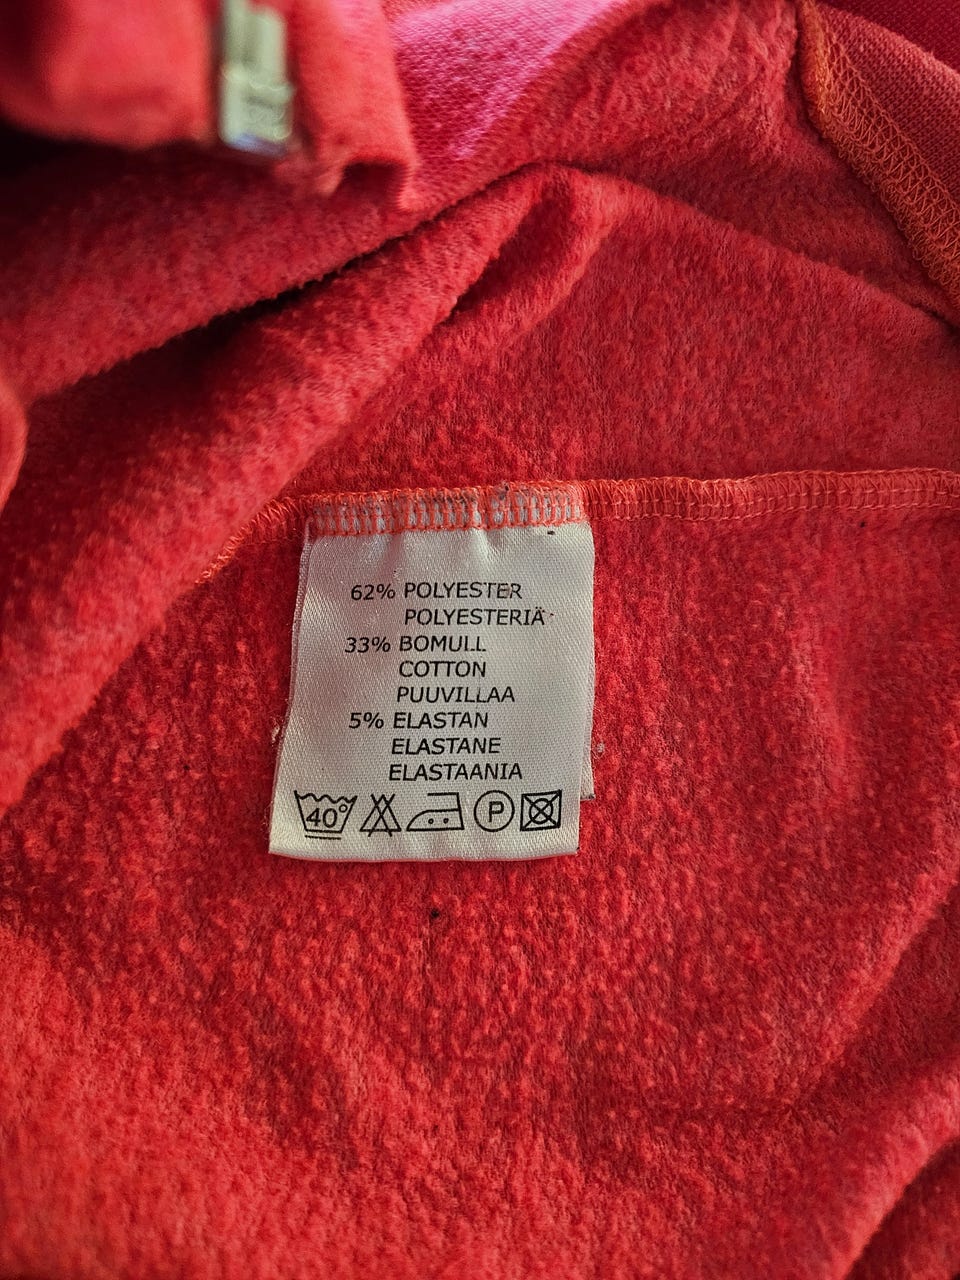 62% POLYESTER
POLYESTERIÄ
33% BOMULL
COTTON
PUUVILLAA
5% ELASTAN
ELASTANE
ELASTAANIA
40° P